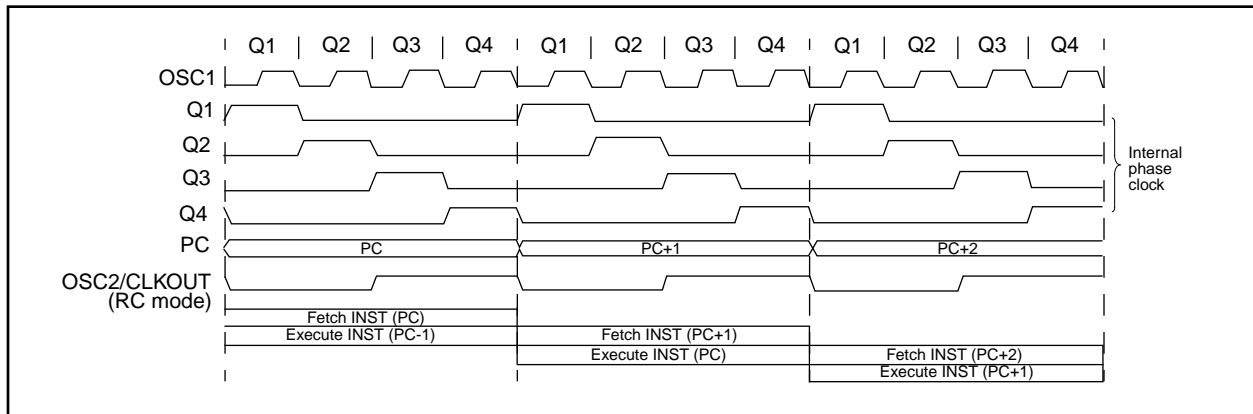 Q1 Q2 Q3 Q4 Q1 Q2 Q3 Q4 Q1 Q2 Q3 Q4
OSC1
Q1
Q2
Q3
Q4
Internal
phase
clock
PC
PC PC+1 PC+2
OSC2/CLKOUT
(RC mode)
Fetch INST (PC)
Execute INST (PC-1) Fetch INST (PC+1)
Execute INST (PC) Fetch INST (PC+2)
Execute INST (PC+1)